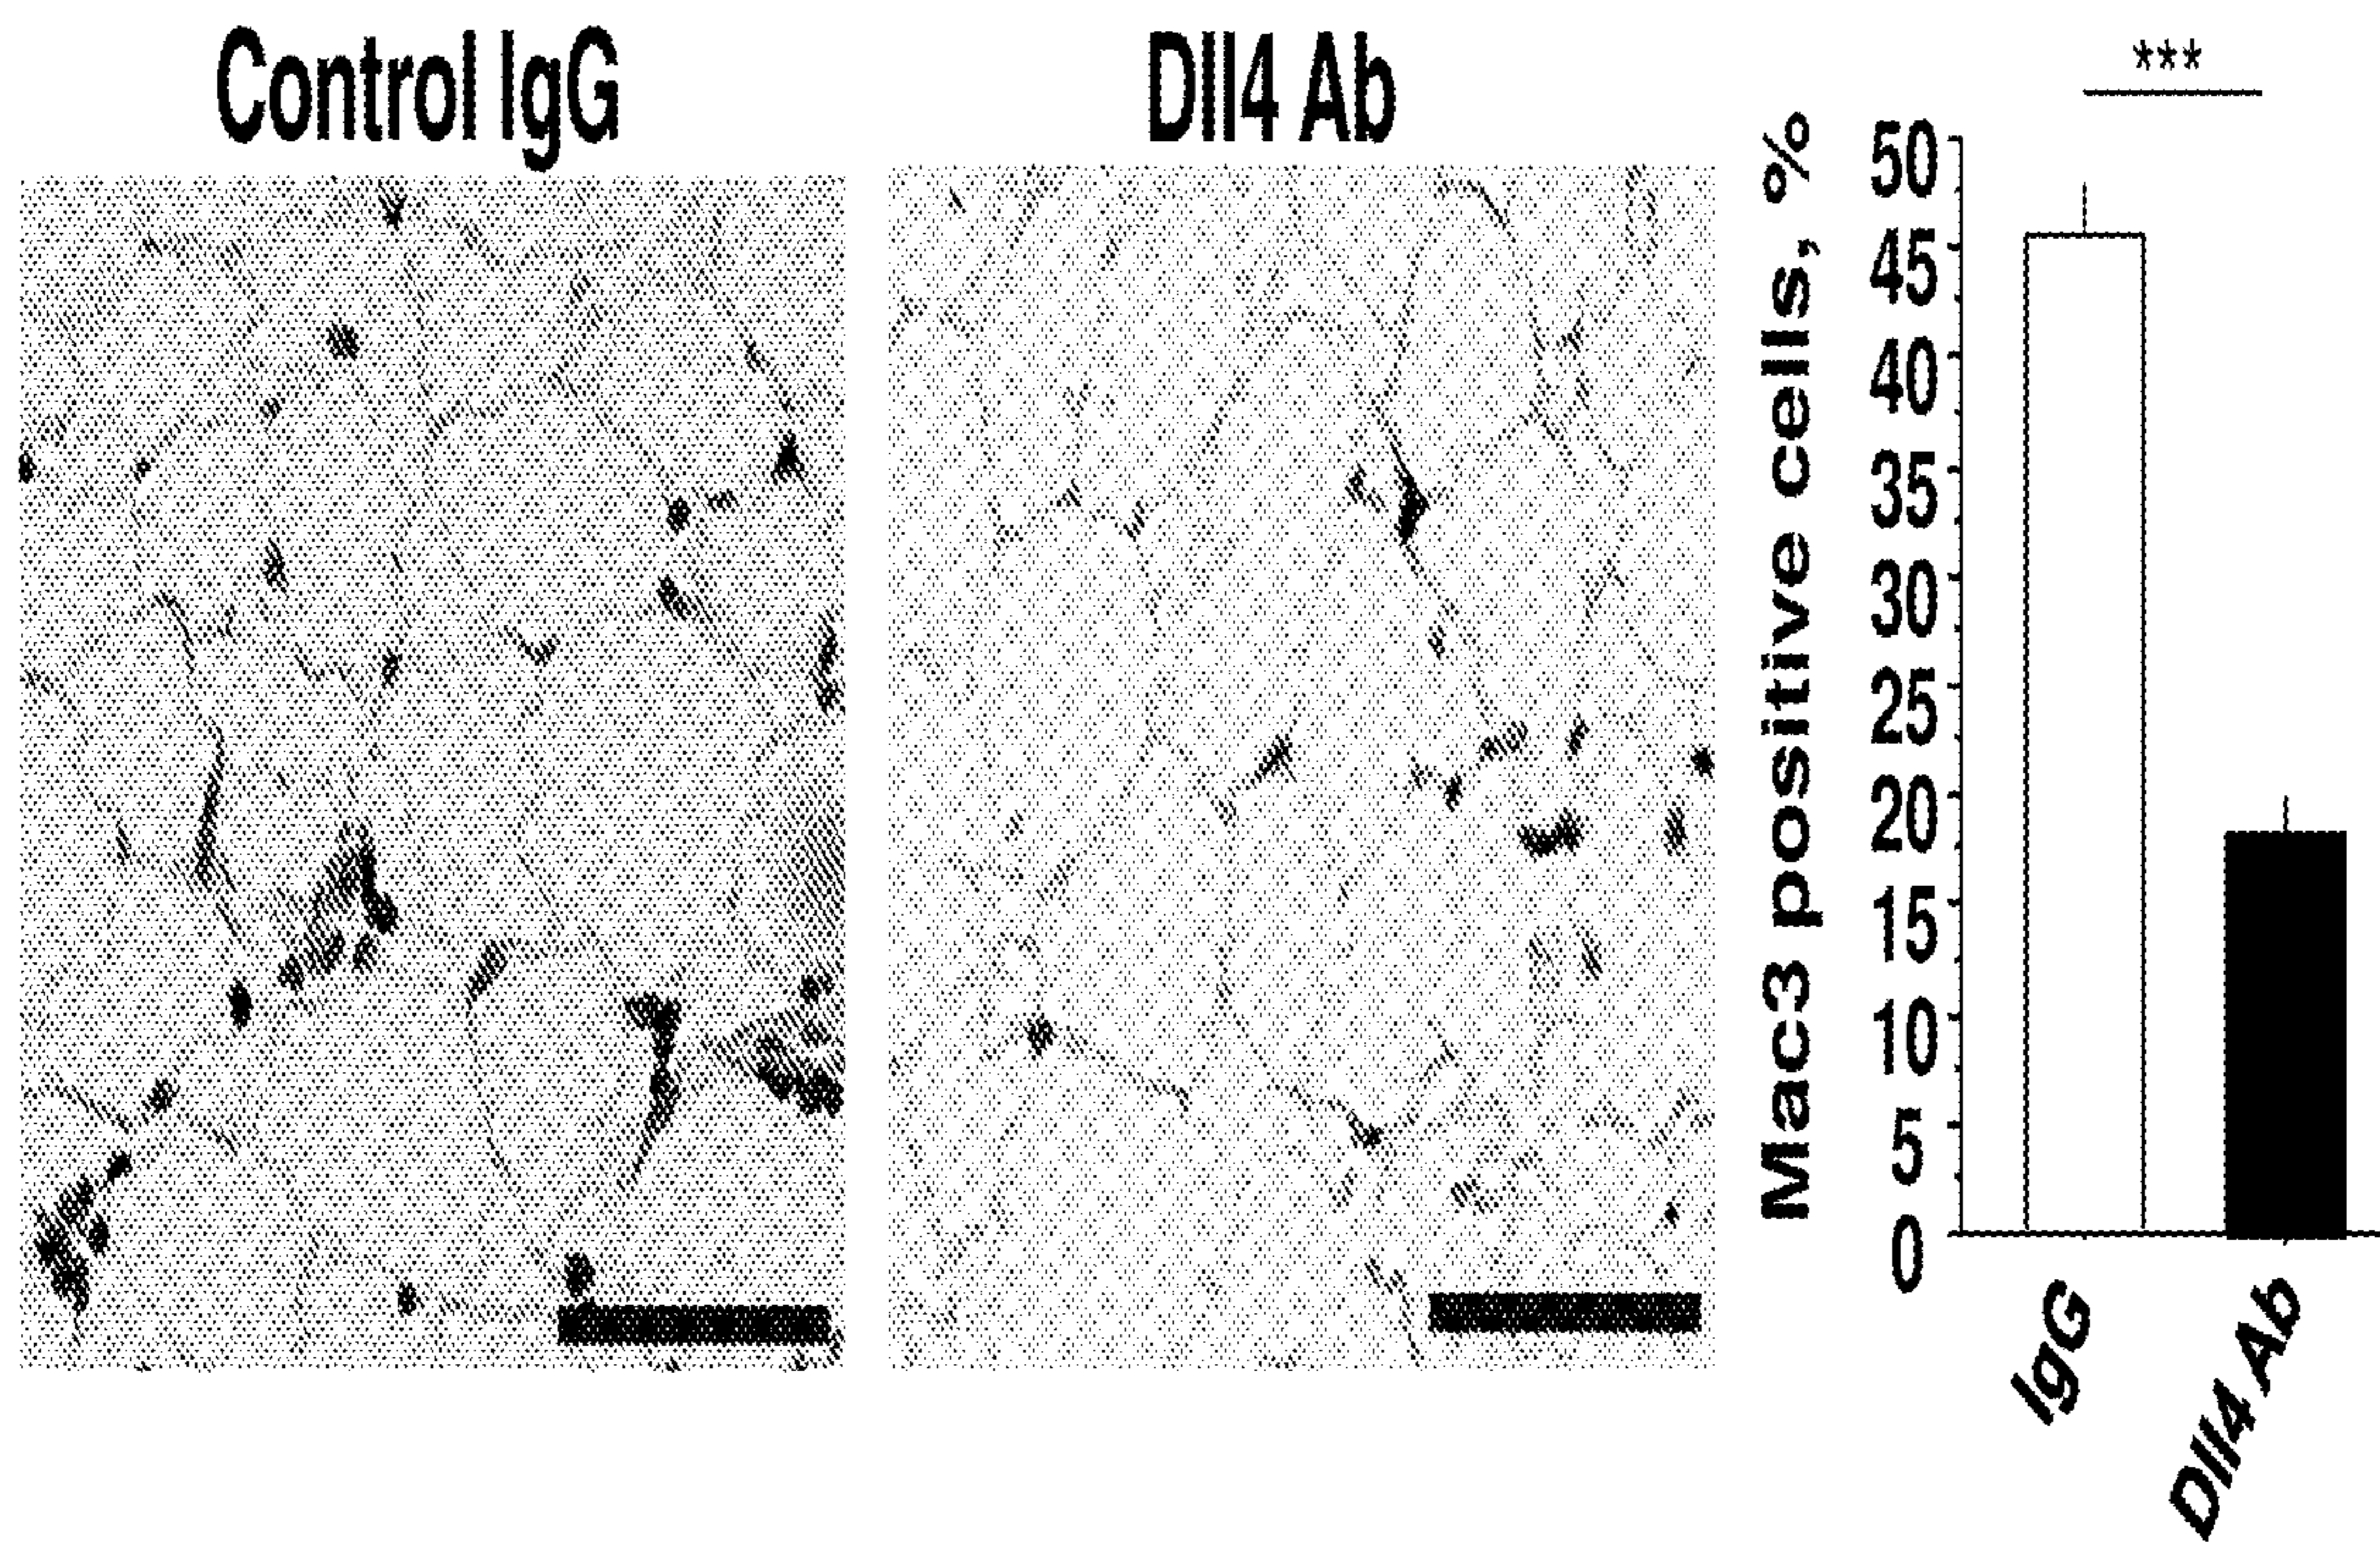 Control IgG
Dll4 Ab
***
Mac3 positive cells, %
50
45
40
35
30
25
20
15
10
5
0
IgG
Dll4 Ab